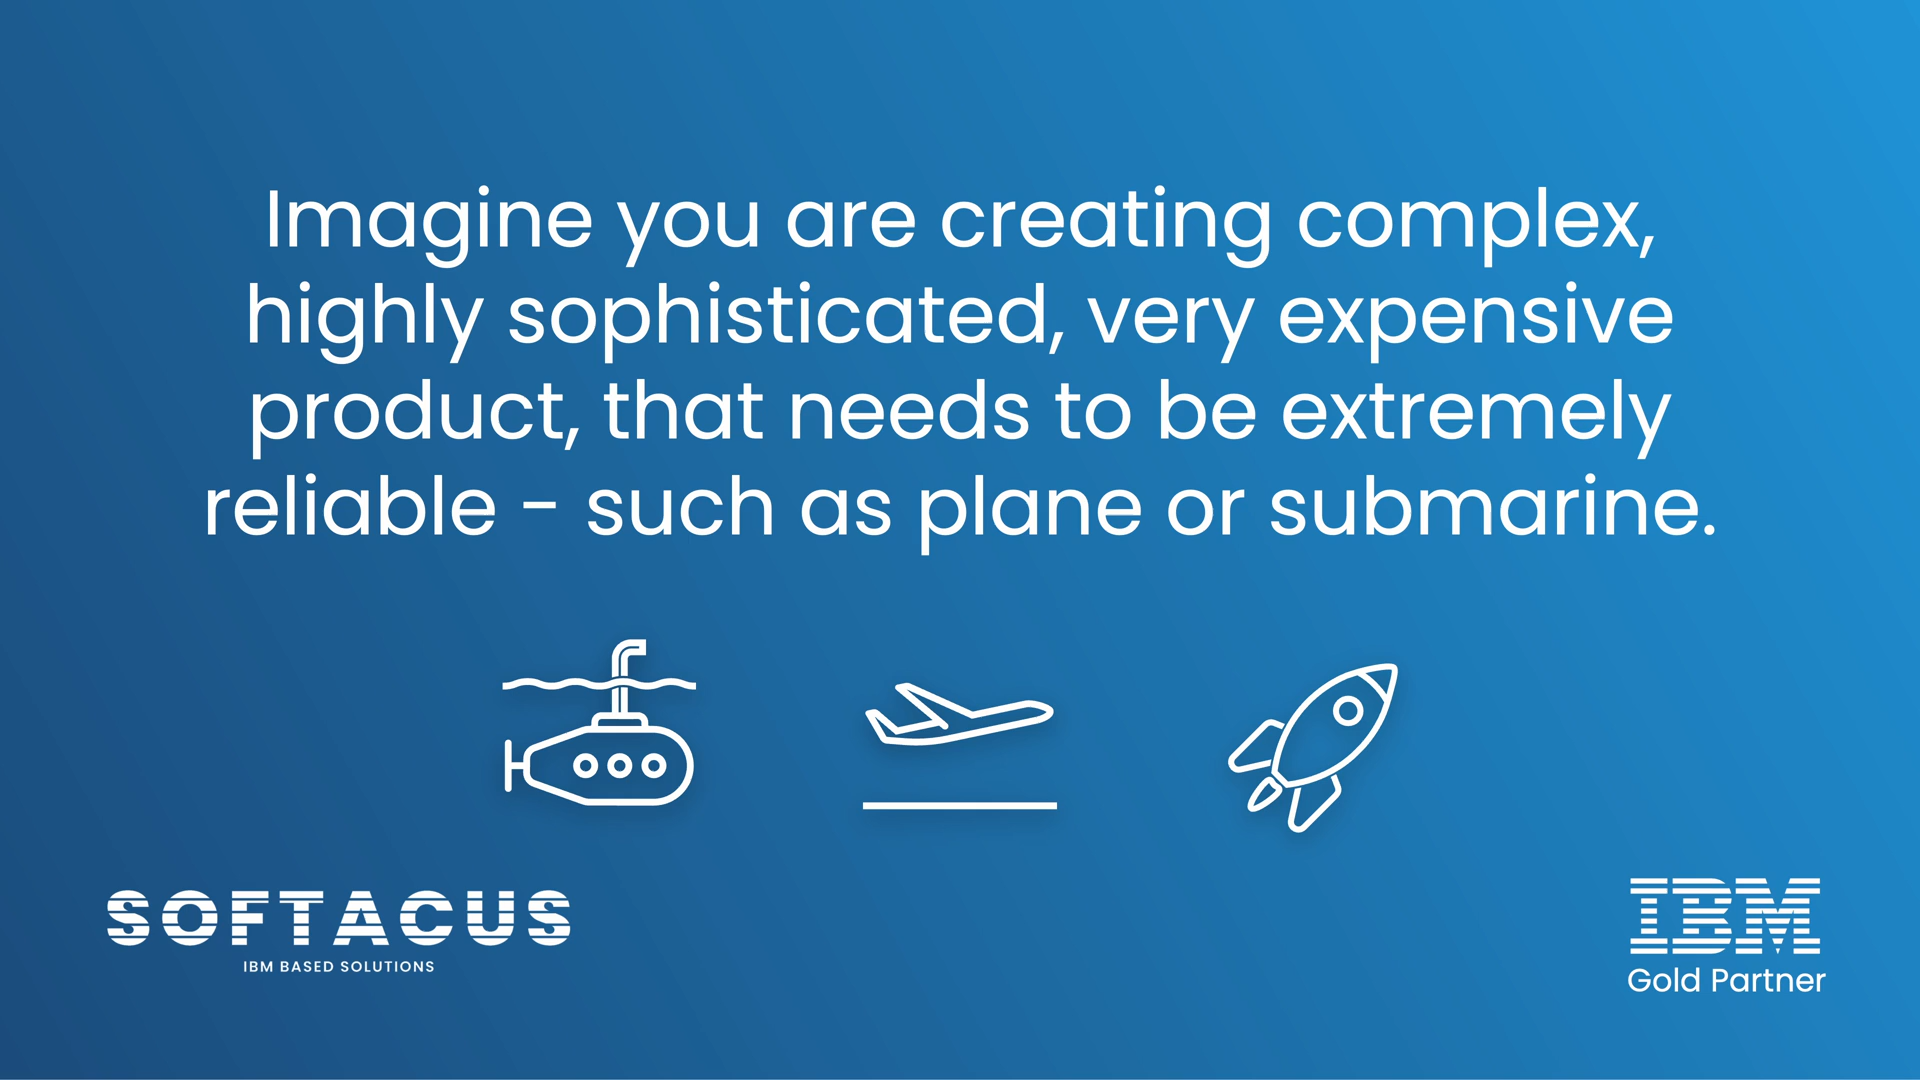 Imagine you are creating complex,
highly sophisticated, very expensive
product, that needs to be extremely
reliable - such as plane or submarine.
SOFTACUS
IBM BASED SOLUTIONS
IBM
Gold Partner